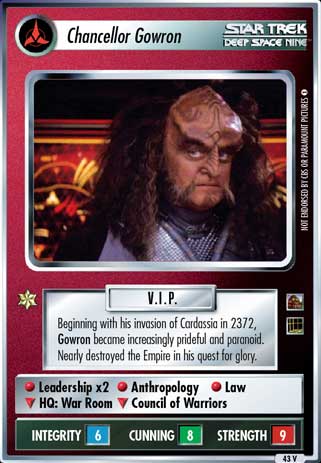 Chancellor Gowron
STAR TREK
DEEP SPACE NINE
NOT ENDORSED BY CBS OR PARAMOUNT PICTURES
V.I.P.
Beginning with his invasion of Cardassia in 2372,
Gowron became increasingly prideful and paranoid.
Nearly destroyed the Empire in his quest for glory.
Leadership x2 Anthropology Law
HQ: War Room Council of Warriors
INTEGRITY 6 CUNNING 8 STRENGTH 9
43 V